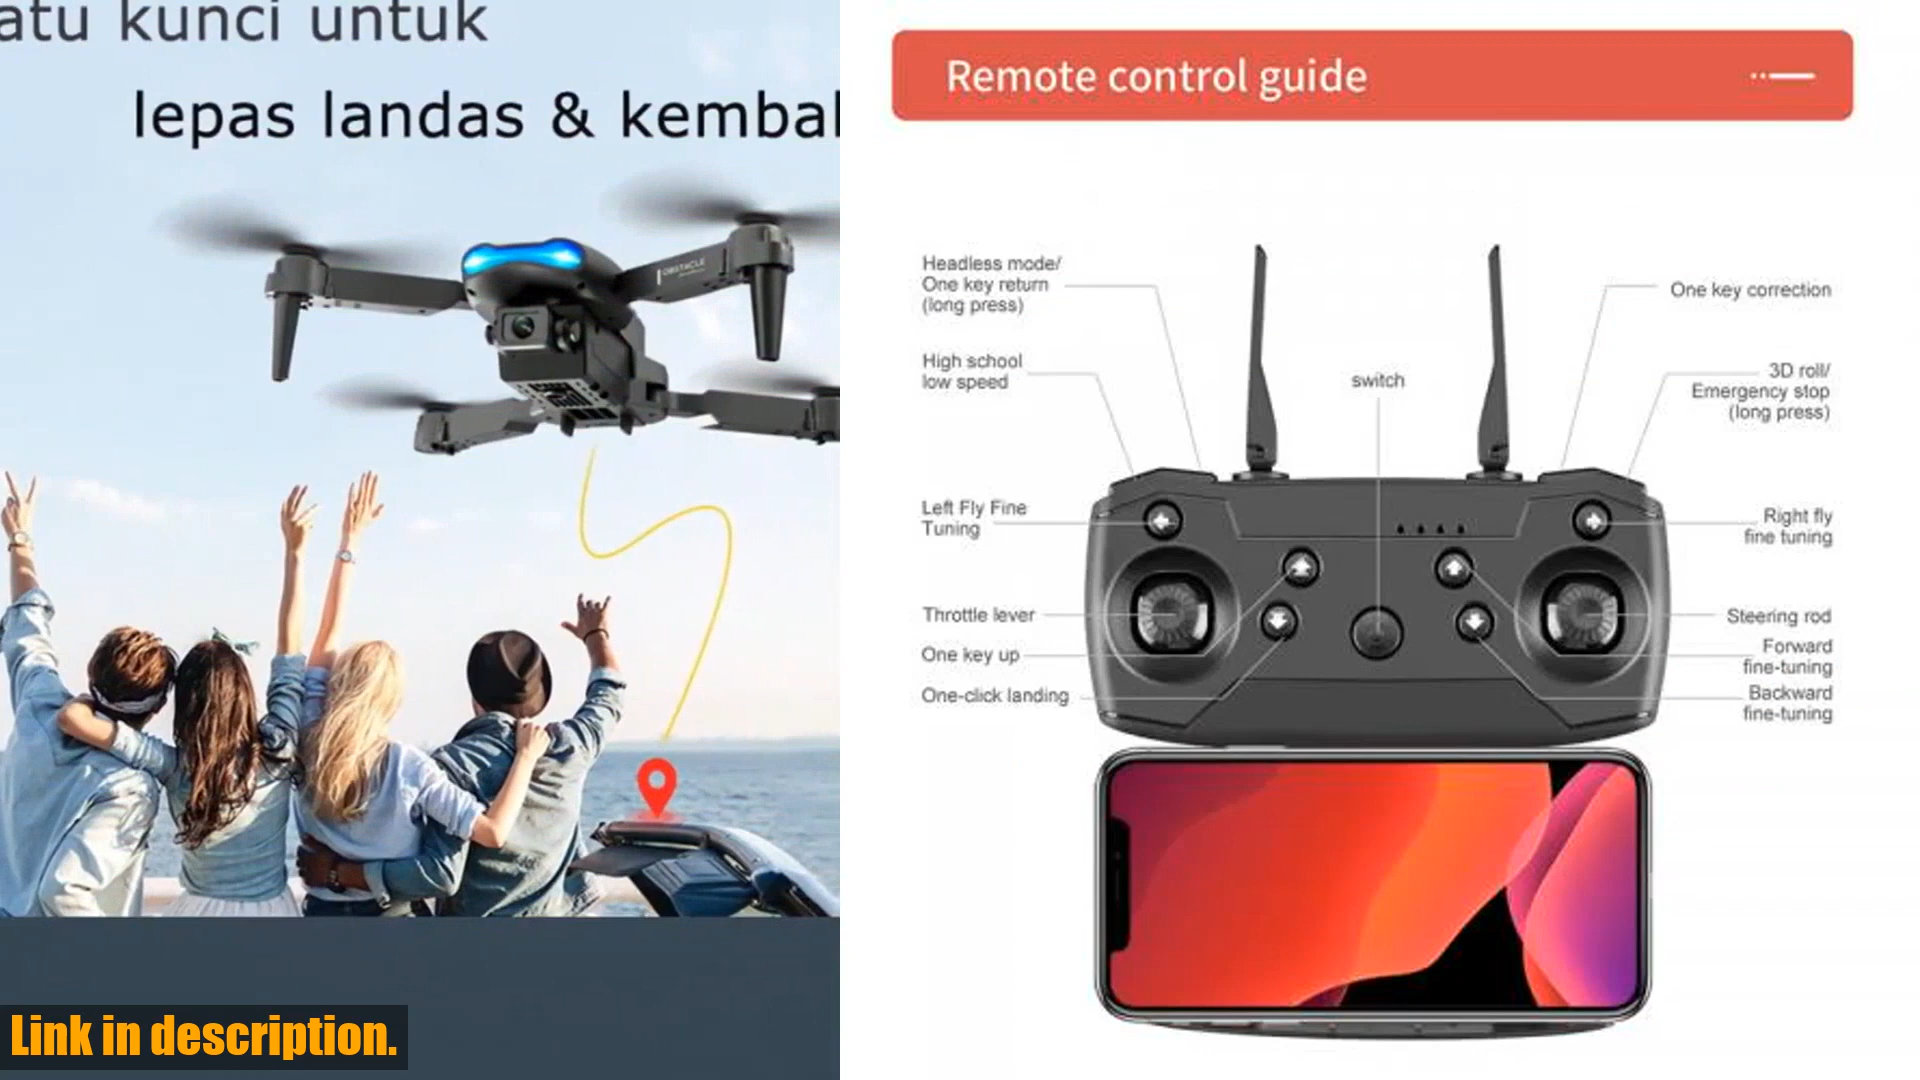 atu kunci untuk
lepas landas & kembal
OBSTACLE
Link in description.
Remote control guide
Headless mode/
One key return
(long press)
High school
low speed
switch
One key correction
3D roll/
Emergency stop
(long press)
Left Fly Fine
Tuning
Right fly
fine tuning
Throttle lever
One key up
One-click landing
Steering rod
Forward
fine-tuning
Backward
fine-tuning